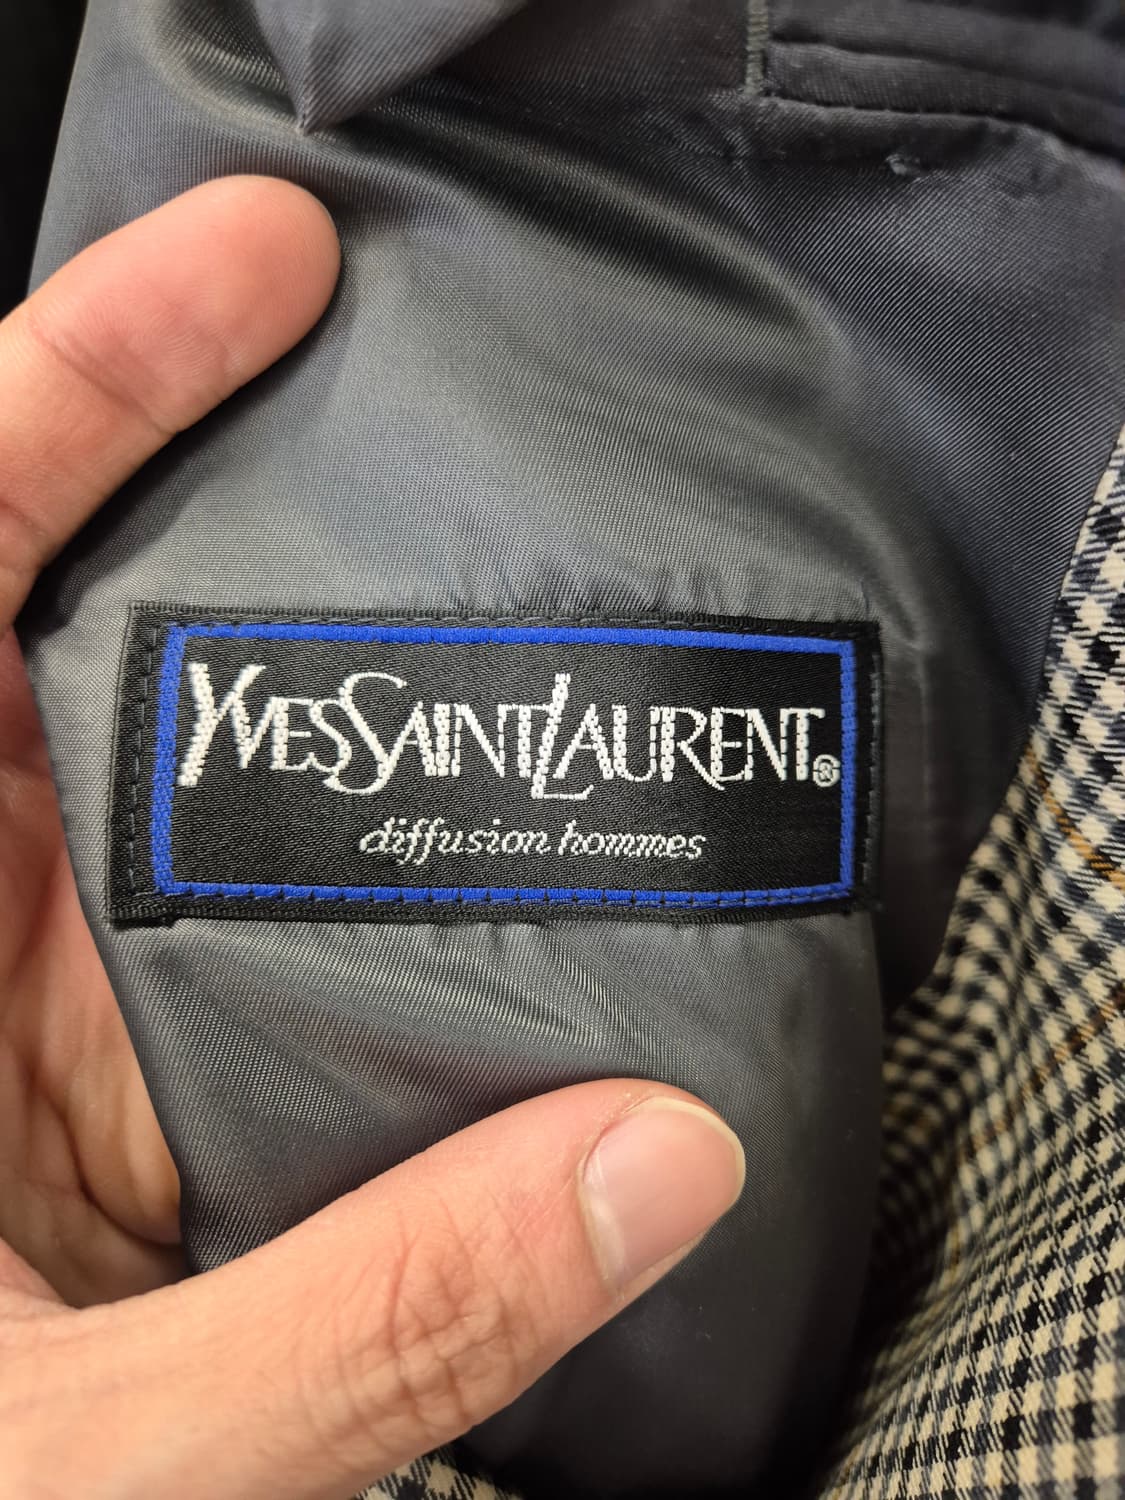 YVESSAINTLAURENT®
diffusion hommes